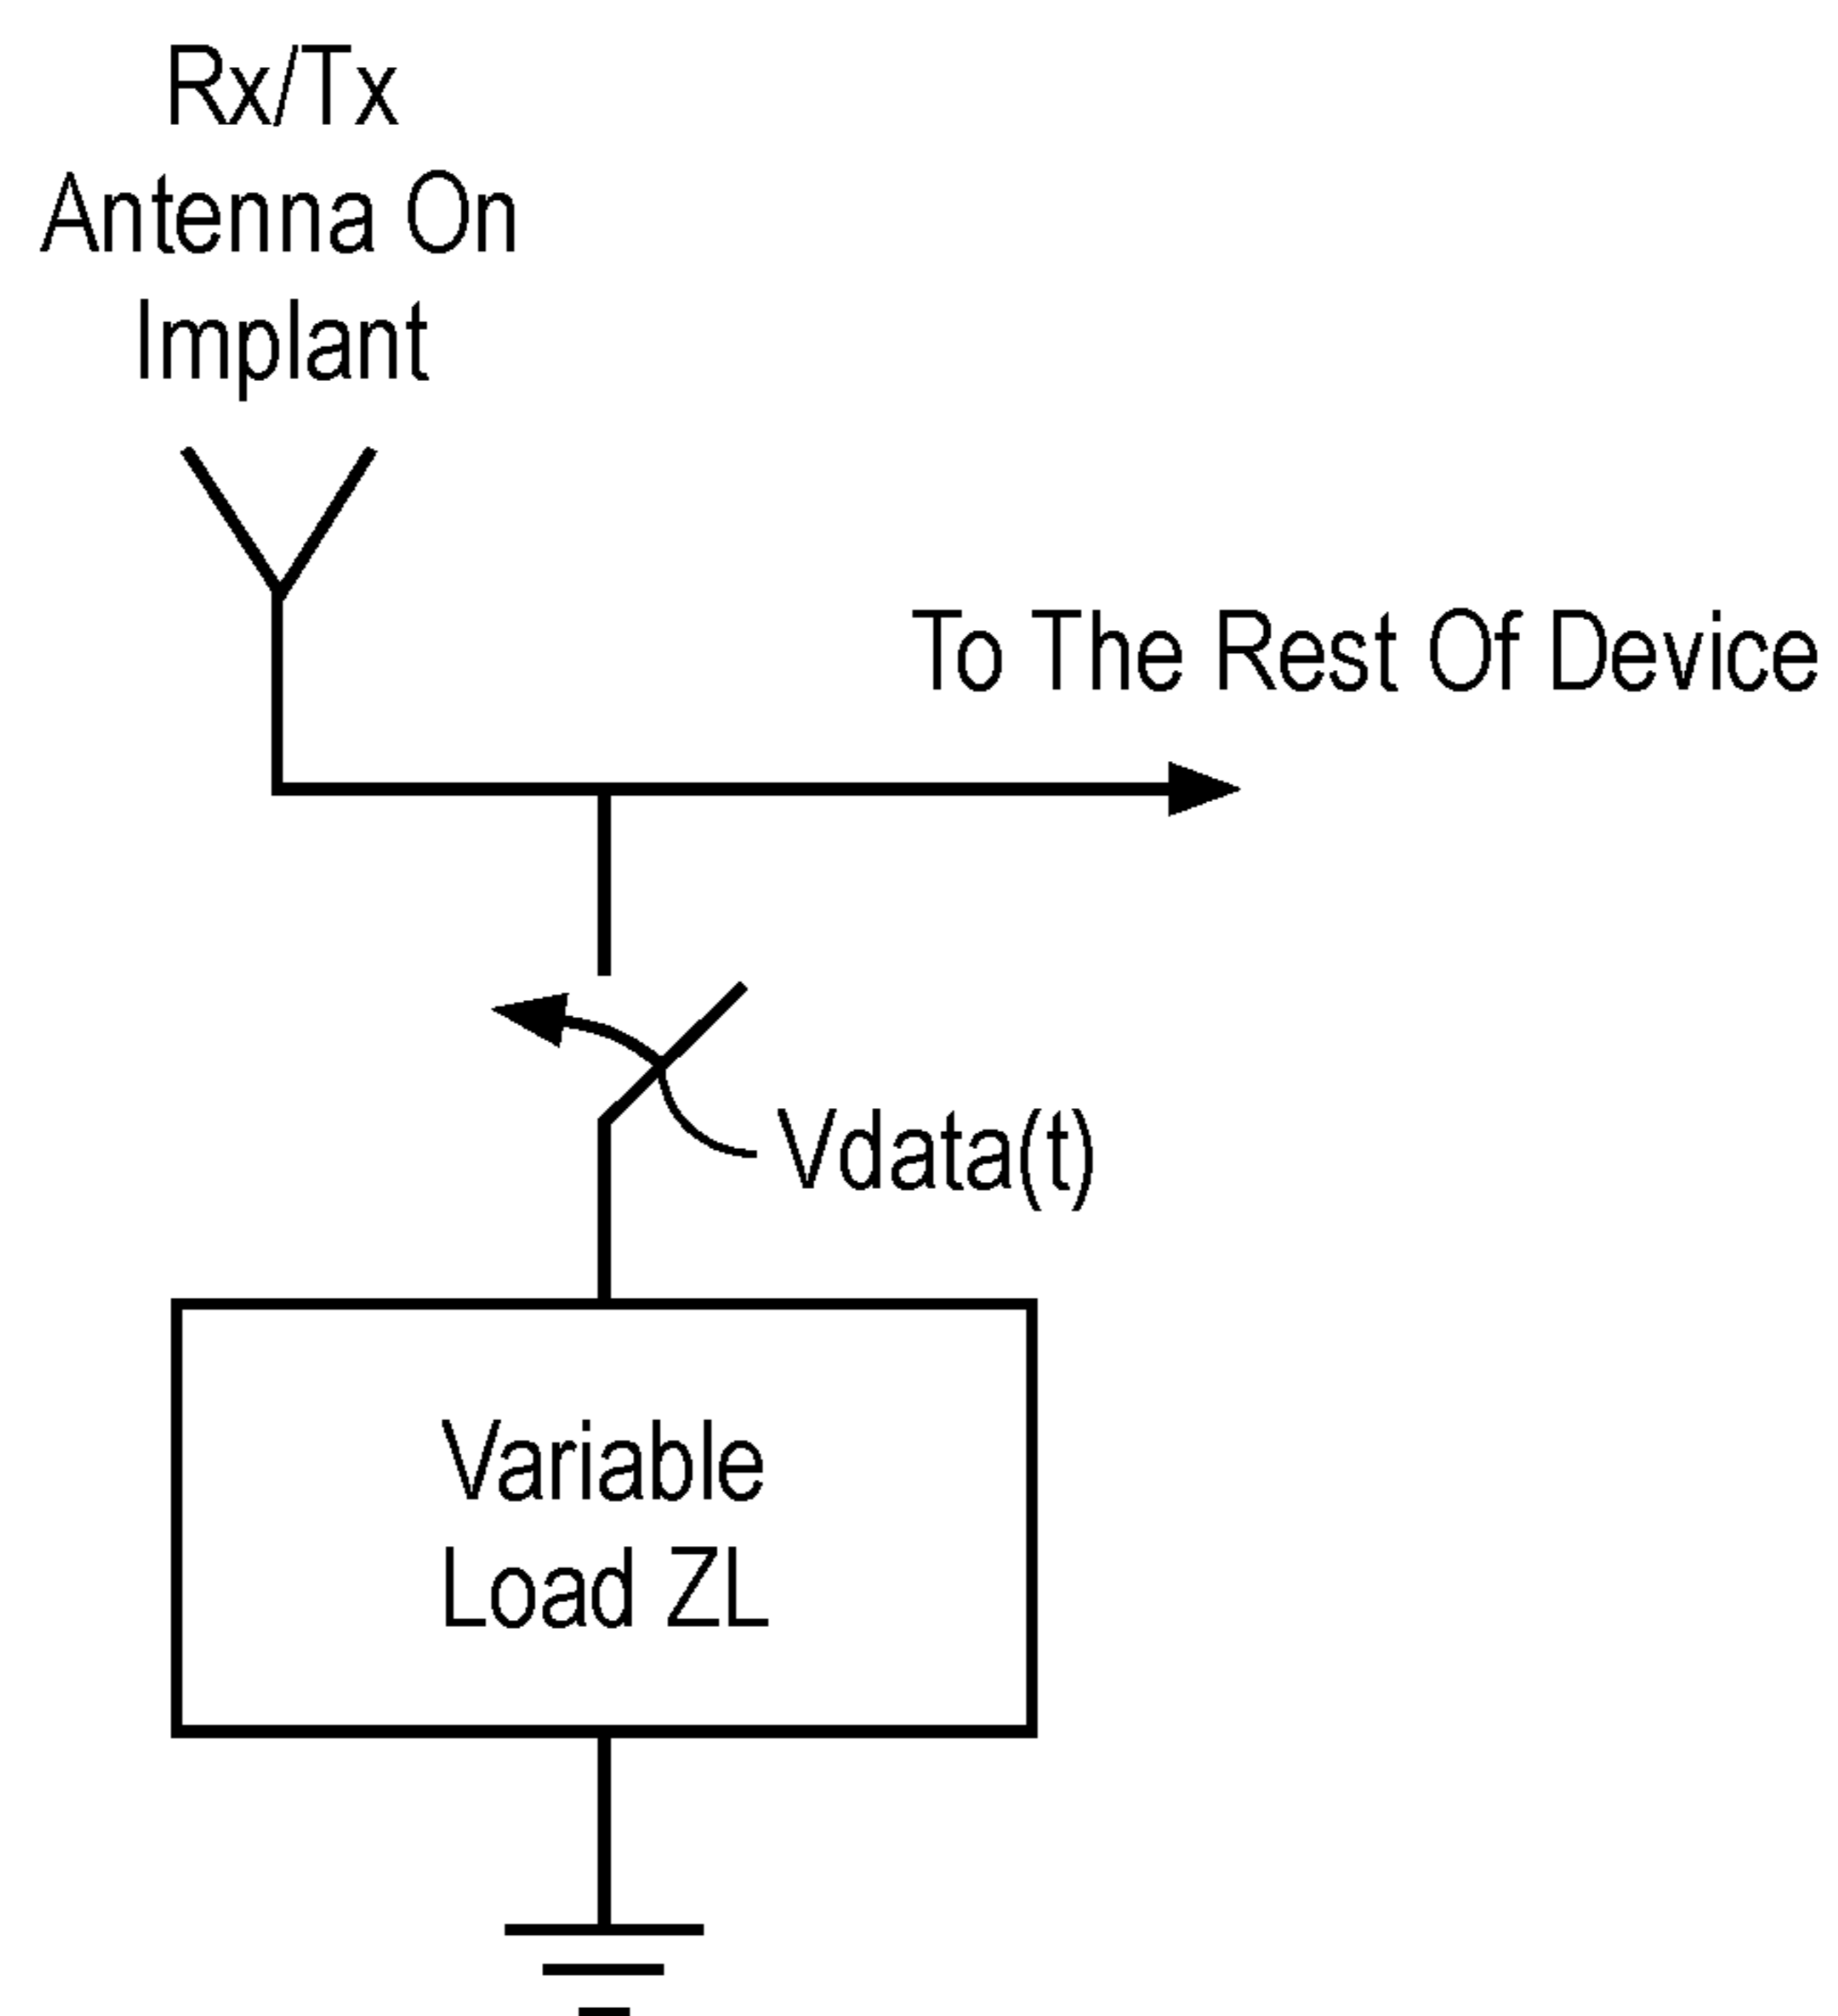 Rx/Tx
Antenna On
Implant
To The Rest Of Device
Vdata(t)
Variable
Load ZL